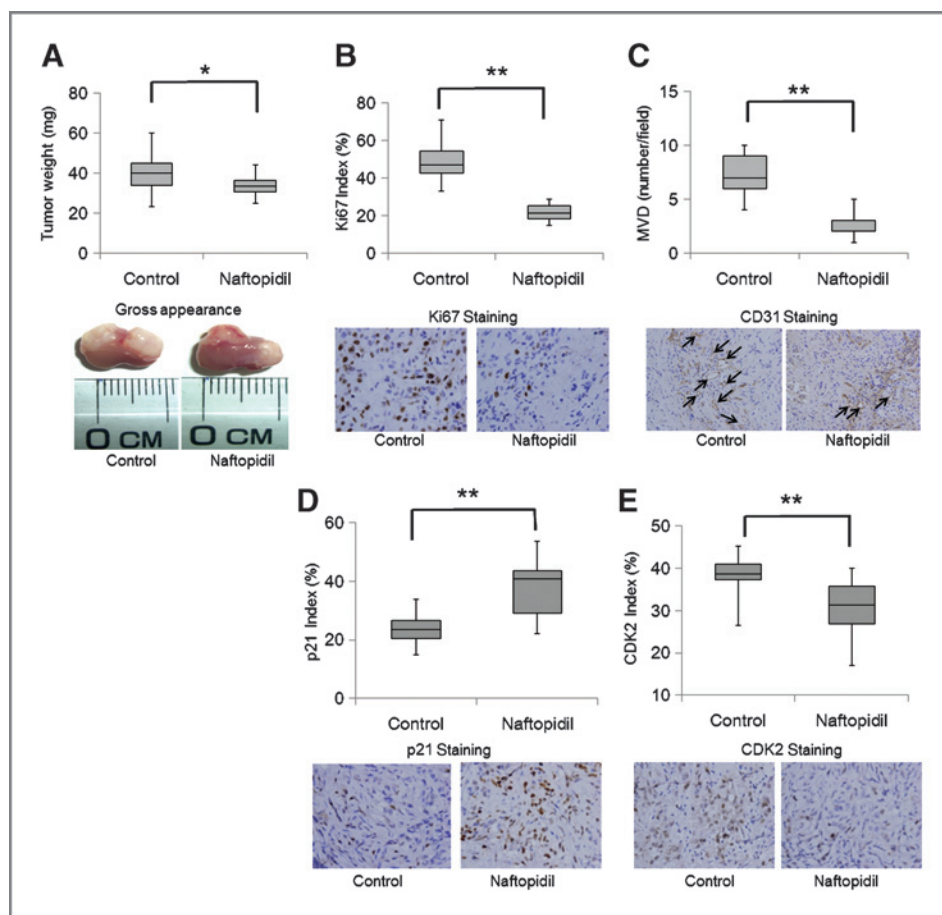 A
*
Tumor weight (mg)
80
60
40
20
0
Control
Naftopidil
Gross appearance
0 CM
0 CM
Control
Naftopidil
B
**
Ki67 Index (%)
80
60
40
20
0
Control
Naftopidil
Ki67 Staining
Control
Naftopidil
C
**
MVD (number/field)
15
10
5
0
Control
Naftopidil
CD31 Staining
Control
Naftopidil
D
**
p21 Index (%)
60
40
20
0
Control
Naftopidil
p21 Staining
Control
Naftopidil
E
**
CDK2 Index (%)
50
40
30
20
10
Control
Naftopidil
CDK2 Staining
Control
Naftopidil